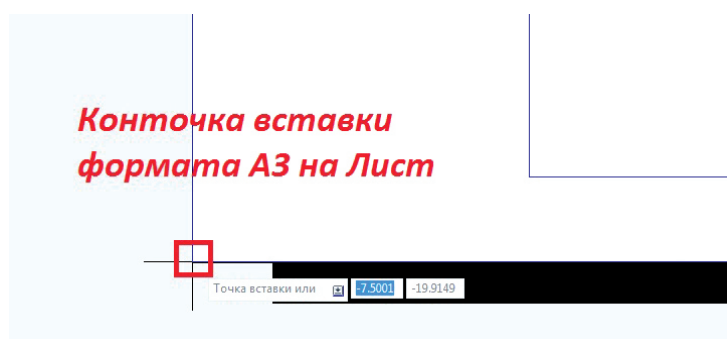 Конточка вставки
формата А3 на Лист
Точка вставки или -7.5001 -19.9149